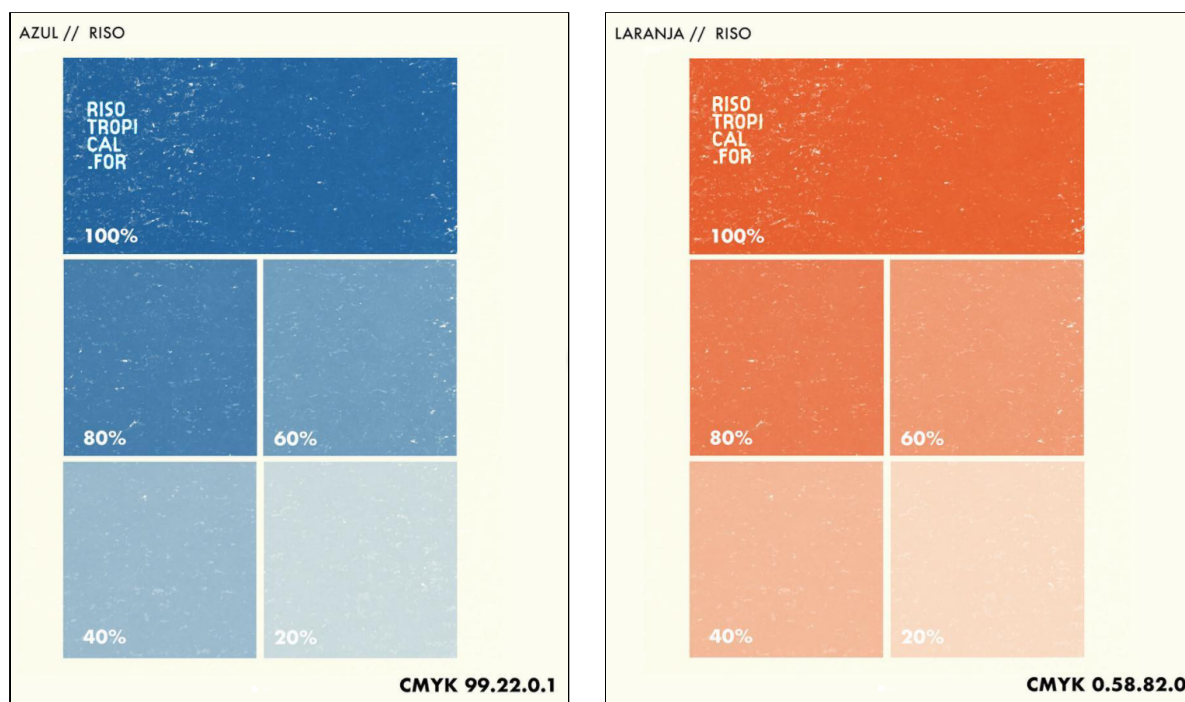 AZUL // RISO
RISO
TROPI
CAL
.FOR
100%
80%
60%
40%
20%
CMYK 99.22.0.1
LARANJA // RISO
RISO
TROPI
CAL
.FOR
100%
80%
60%
40%
20%
CMYK 0.58.82.0